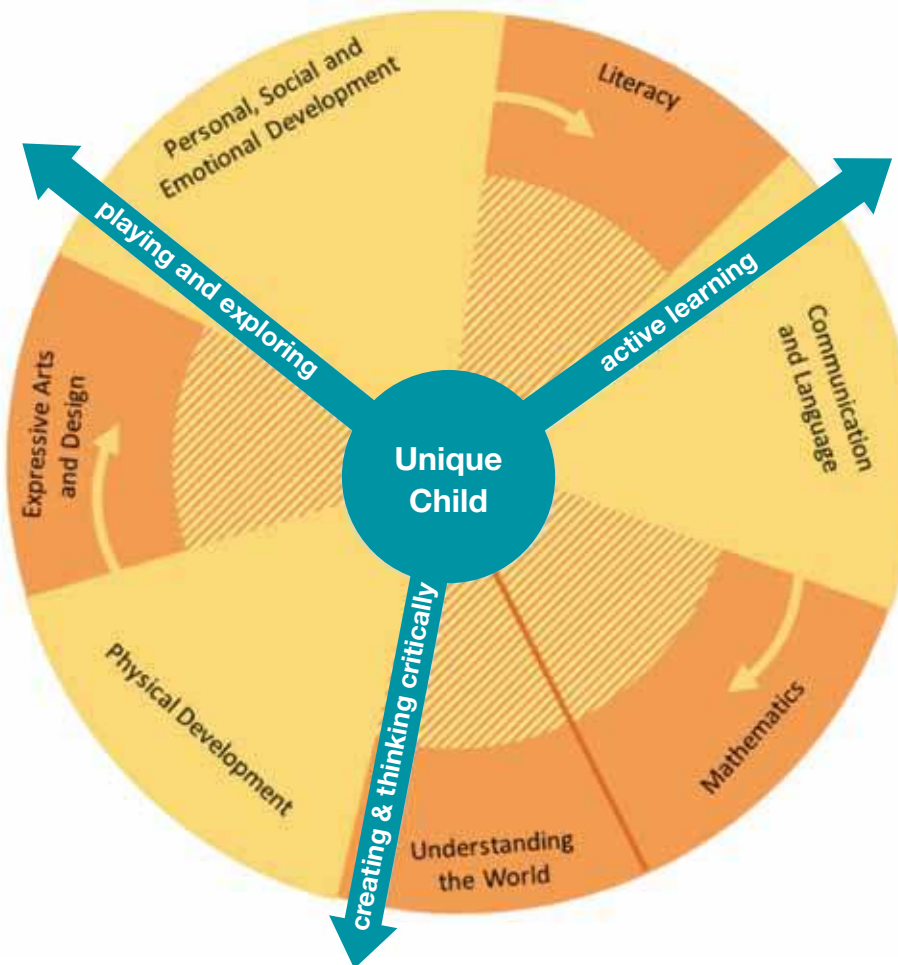 Personal, Social and
Emotional Development
Literacy
playing and exploring
active learning
Communication
and Language
Expressive Arts
and Design
Unique
Child
creating & thinking critically
Physical Development
Mathematics
Understanding
the World